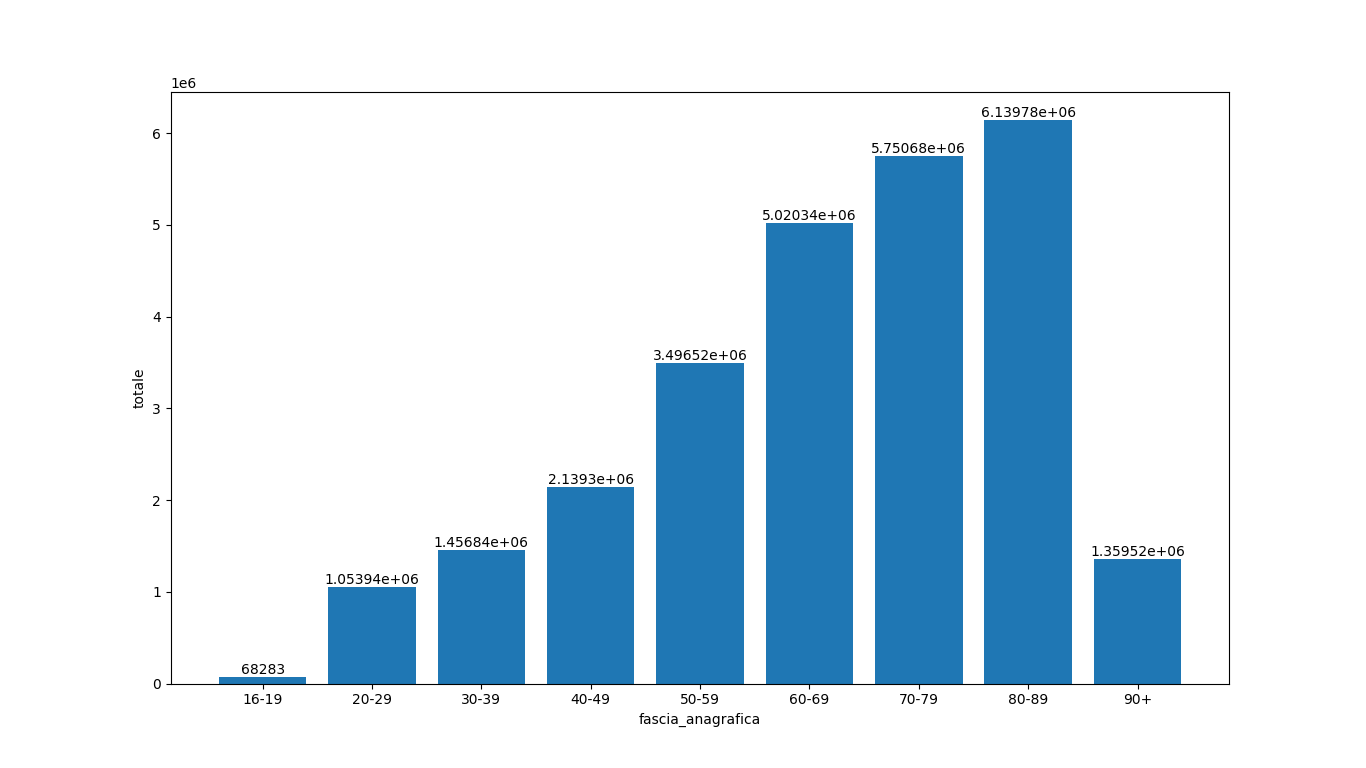 1e6
6
5
4
3
2
1
0
totale
68283
1.05394e+06
1.45684e+06
2.1393e+06
3.49652e+06
5.02034e+06
5.75068e+06
6.13978e+06
1.35952e+06
16-19 20-29 30-39 40-49 50-59 60-69 70-79 80-89 90+
fascia_anagrafica